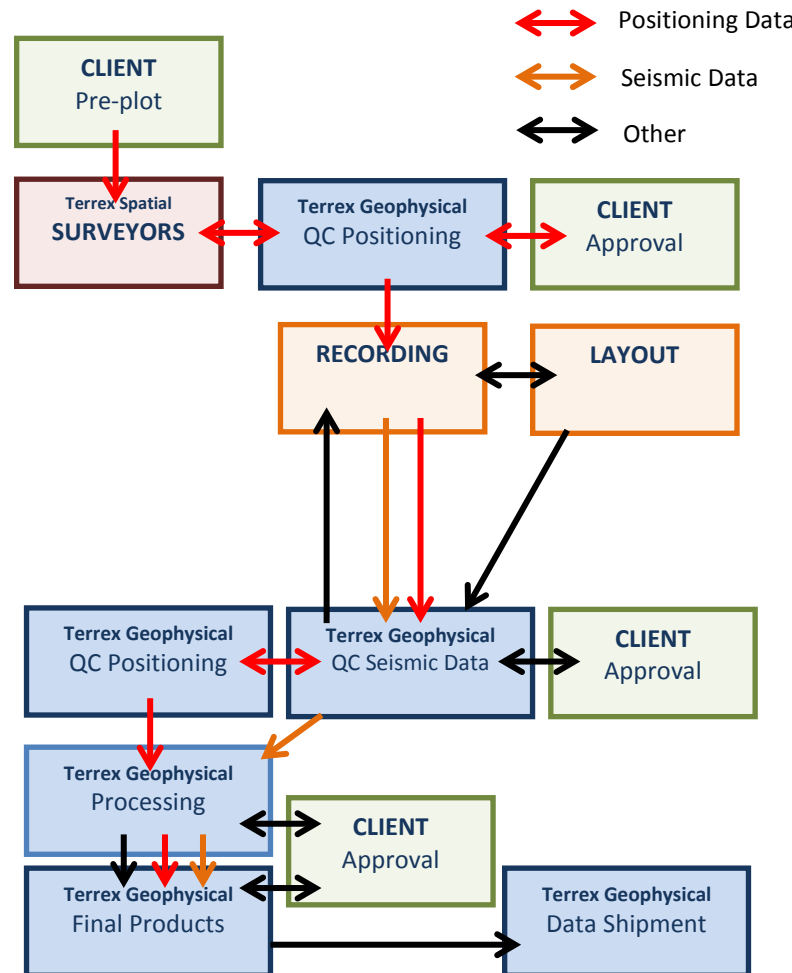 Positioning Data
Seismic Data
Other
CLIENT
Pre-plot
Terrex Spatial
SURVEYORS
Terrex Geophysical
QC Positioning
CLIENT
Approval
RECORDING
LAYOUT
Terrex Geophysical
QC Positioning
Terrex Geophysical
QC Seismic Data
CLIENT
Approval
Terrex Geophysical
Processing
CLIENT
Approval
Terrex Geophysical
Final Products
Terrex Geophysical
Data Shipment